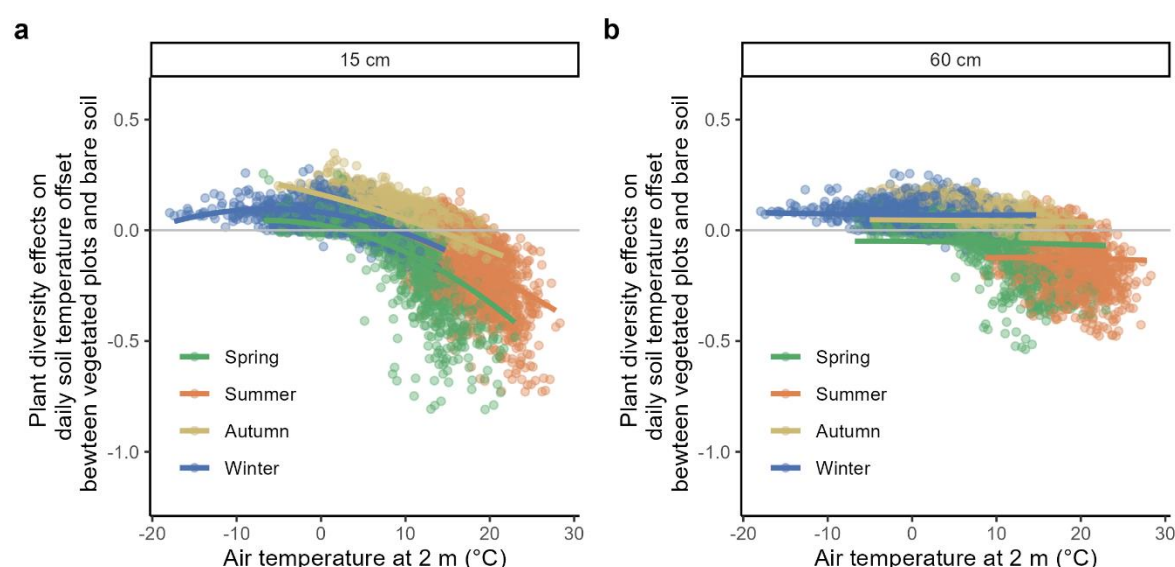 a
15 cm
Plant diversity effects on
daily soil temperature offset
bewteen vegetated plots and bare soil
0.5
0.0
-0.5
-1.0
Spring
Summer
Autumn
Winter
-20 -10 0 10 20 30
Air temperature at 2 m (°C)
b
60 cm
Plant diversity effects on
daily soil temperature offset
bewteen vegetated plots and bare soil
0.5
0.0
-0.5
-1.0
Spring
Summer
Autumn
Winter
-20 -10 0 10 20 30
Air temperature at 2 m (°C)